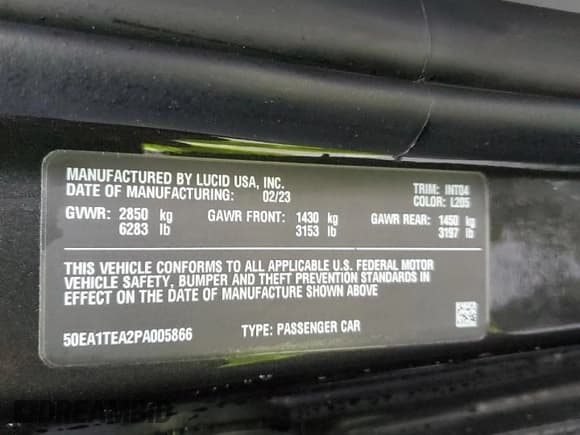 MANUFACTURED BY LUCID USA, INC.
DATE OF MANUFACTURING: 02/23
TRIM: INT04
COLOR: L205
GVWR: 2850 kg GAWR FRONT: 1430 kg GAWR REAR: 1450 kg
6283 lb 3153 lb 3197 lb
THIS VEHICLE CONFORMS TO ALL APPLICABLE U.S. FEDERAL MOTOR
VEHICLE SAFETY, BUMPER AND THEFT PREVENTION STANDARDS IN
EFFECT ON THE DATE OF MANUFACTURE SHOWN ABOVE
50EA1TEA2PA005866 TYPE: PASSENGER CAR
DREAMBID